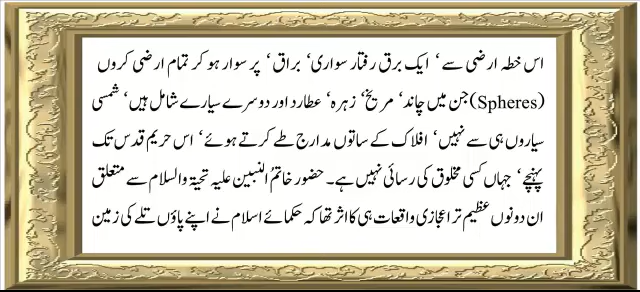 اس خطہ ارضی سے‘ ایک برق رفتار سواری‘ براق‘ پر سوار ہو کر تمام ارضی کروں
(Spheres) جن میں چاند‘ مریخ‘ زہرہ‘ عطارد اور دوسرے سیارے شامل ہیں‘ شمسی
سیاروں ہی سے نہیں‘ افلاک کے ساتوں مدارج طے کرتے ہوئے‘ اس حریم قدس تک
پہنچے‘ جہاں کسی مخلوق کی رسائی نہیں ہے۔ حضور خاتم النبیین علیہ تحیۃ والسلام سے متعلق
ان دونوں عظیم تر اعجازی واقعات ہی کا اثر تھا کہ حکمائے اسلام نے اپنے پاؤں تلے کی زمین